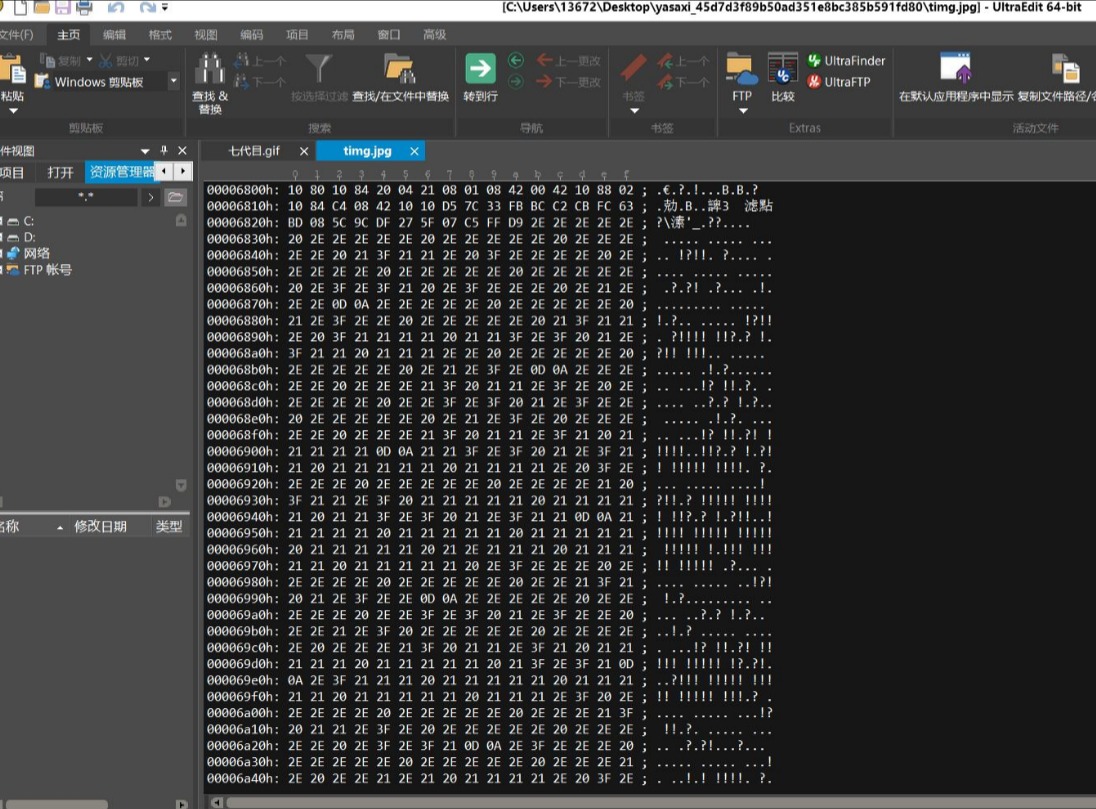 [C:\Users\13672\Desktop\yasaxi_45d7d3f89b50ad351e8bc385b591fd80\timg.jpg] - UltraEdit 64-bit
文件(F) 主页 编辑 格式 视图 编码 项目 布局 窗口 高级
复制 剪切 上一个 上一更改 上一个 UltraFinder
Windows 剪贴板 下一个 下一更改 下一个 UltraFTP
粘贴 查找 & 替换 按选择过滤 查找/在文件中替换 转到行 书签 FTP 比较 在默认应用程序中显示 复制文件路径/名
剪贴板 搜索 导航 书签 Extras 活动文件
件视图 七代目.gif timg.jpg
项目 打开 资源管理器
*.*
C:
D:
网络
FTP 帐号
名称 修改日期 类型
0 1 2 3 4 5 6 7 8 9 a b c d e f
00006800h: 10 80 10 84 20 04 21 08 01 08 42 00 42 10 88 02 ; .€.?.!...B.B.?
00006810h: 10 84 C4 08 42 10 10 D5 7C 33 FB BC C2 CB FC 63 ;
00006820h: BD 08 5C 9C DF 27 5F 07 C5 FF D9 2E 2E 2E 2E 2E ;
00006830h: 20 2E 2E 2E 2E 2E 20 2E 2E 2E 2E 2E 20 2E 2E 2E ; ..... ..... ...
00006840h: 2E 2E 20 21 3F 21 21 2E 20 3F 2E 2E 2E 2E 20 2E ; .. !?!!. ?.... .
00006850h: 2E 2E 2E 2E 20 2E 2E 2E 2E 2E 20 2E 2E 2E 2E 2E ; .... ..... .....
00006860h: 20 2E 3F 2E 3F 21 20 2E 3F 2E 2E 2E 20 2E 21 2E ; .?.?! .?... .!.
00006870h: 2E 2E 0D 0A 2E 2E 2E 2E 2E 20 2E 2E 2E 2E 2E 20 ; ......... .....
00006880h: 21 2E 3F 2E 2E 20 2E 2E 2E 2E 2E 20 21 3F 21 21 ; !.?.. ..... !?!!
00006890h: 2E 20 3F 21 21 21 21 20 21 21 3F 2E 3F 20 21 2E ; . ?!!!! !!?.? !.
000068a0h: 3F 21 21 20 21 21 21 2E 2E 20 2E 2E 2E 2E 2E 20 ; ?!! !!!.. .....
000068b0h: 2E 2E 2E 2E 2E 20 2E 21 2E 3F 2E 0D 0A 2E 2E 2E ; ..... .!.?......
000068c0h: 2E 2E 20 2E 2E 2E 21 3F 20 21 21 2E 3F 2E 20 2E ; .. ...!? !!.?. .
000068d0h: 2E 2E 2E 2E 20 2E 2E 3F 2E 3F 20 21 2E 3F 2E 2E ; .... ..?.? !.?..
000068e0h: 20 2E 2E 2E 2E 2E 20 2E 21 2E 3F 2E 20 2E 2E 2E ; ..... .!.?. ...
000068f0h: 2E 2E 20 2E 2E 2E 21 3F 20 21 21 2E 3F 21 20 21 ; .. ...!? !!.?! !
00006900h: 21 21 21 21 0D 0A 21 21 3F 2E 3F 20 21 2E 3F 21 ; !!!!..!!?.? !.?!
00006910h: 21 20 21 21 21 21 21 20 21 21 21 21 2E 20 3F 2E ; ! !!!!! !!!!. ?.
00006920h: 2E 2E 2E 20 2E 2E 2E 2E 2E 20 2E 2E 2E 2E 21 20 ; ... ..... ....!
00006930h: 3F 21 21 2E 3F 20 21 21 21 21 21 20 21 21 21 21 ; ?!!.? !!!!! !!!!
00006940h: 21 20 21 21 3F 2E 3F 20 21 2E 3F 21 21 0D 0A 21 ; ! !!?.? !.?!!..!
00006950h: 21 21 21 21 20 21 21 21 21 21 20 21 21 21 21 21 ; !!!! !!!!! !!!!!
00006960h: 20 21 21 21 21 21 20 21 2E 21 21 21 20 21 21 21 ; !!!!! !.!!! !!!
00006970h: 21 21 20 21 21 21 21 21 20 2E 3F 2E 2E 2E 20 2E ; !! !!!!! .?... .
00006980h: 2E 2E 2E 2E 20 2E 2E 2E 2E 2E 20 2E 2E 21 3F 21 ; .... ..... ..!?!
00006990h: 20 21 2E 3F 2E 2E 0D 0A 2E 2E 2E 2E 2E 20 2E 2E ; !.?......... ..
000069a0h: 2E 2E 2E 20 2E 2E 3F 2E 3F 20 21 2E 3F 2E 2E 20 ; ... ..?.? !.?..
000069b0h: 2E 2E 21 2E 3F 20 2E 2E 2E 2E 2E 20 2E 2E 2E 2E ; ..!.? ..... ....
000069c0h: 2E 20 2E 2E 2E 21 3F 20 21 21 2E 3F 21 20 21 21 ; . ...!? !!.?! !!
000069d0h: 21 21 21 20 21 21 21 21 21 20 21 3F 2E 3F 21 0D ; !!! !!!!! !?.?!.
000069e0h: 0A 2E 3F 21 21 21 20 21 21 21 21 21 20 21 21 21 ; ..?!!! !!!!! !!!
000069f0h: 21 21 20 21 21 21 21 21 20 21 21 21 2E 3F 20 2E ; !! !!!!! !!!.? .
00006a00h: 2E 2E 2E 2E 20 2E 2E 2E 2E 2E 20 2E 2E 2E 21 3F ; .... ..... ...!?
00006a10h: 20 21 21 2E 3F 2E 20 2E 2E 2E 2E 2E 20 2E 2E 2E ; !!.?. ..... ...
00006a20h: 2E 2E 20 2E 3F 2E 3F 21 0D 0A 2E 3F 2E 2E 2E 20 ; .. .?.?!...?...
00006a30h: 2E 2E 2E 2E 2E 20 2E 2E 2E 2E 2E 20 2E 2E 2E 21 ; ..... ..... ...!
00006a40h: 2E 20 2E 2E 21 2E 21 20 21 21 21 21 2E 20 3F 2E ; . ..!.! !!!!. ?.